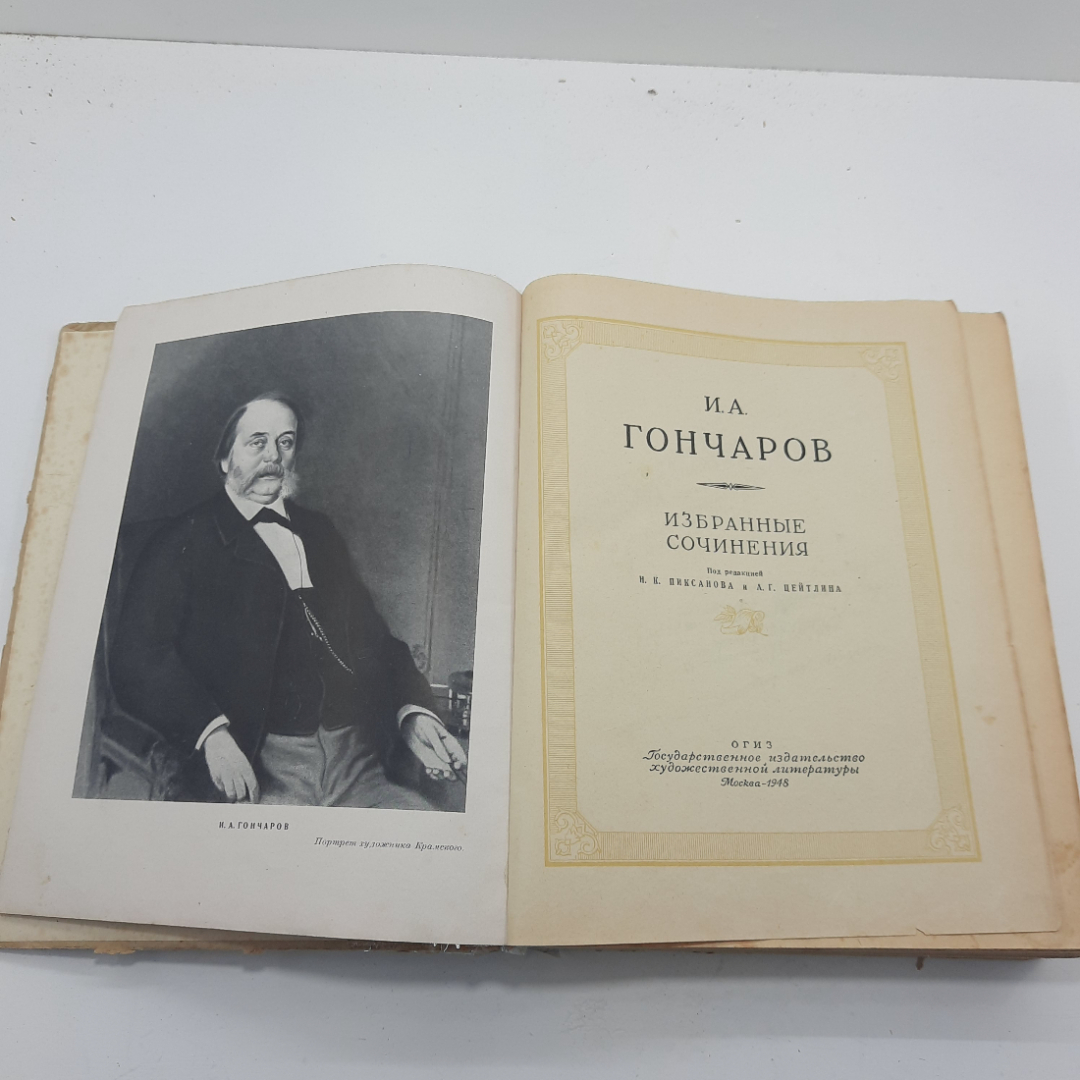 И. А. ГОНЧАРОВ
Портрет художника Крамского.
И. А.
ГОНЧАРОВ
ИЗБРАННЫЕ
СОЧИНЕНИЯ
Под редакцией
Н. К. ПИКСАНОВА и А. Г. ЦЕЙТЛИНА
ОГИЗ
Государственное издательство
художественной литературы
Москва-1948